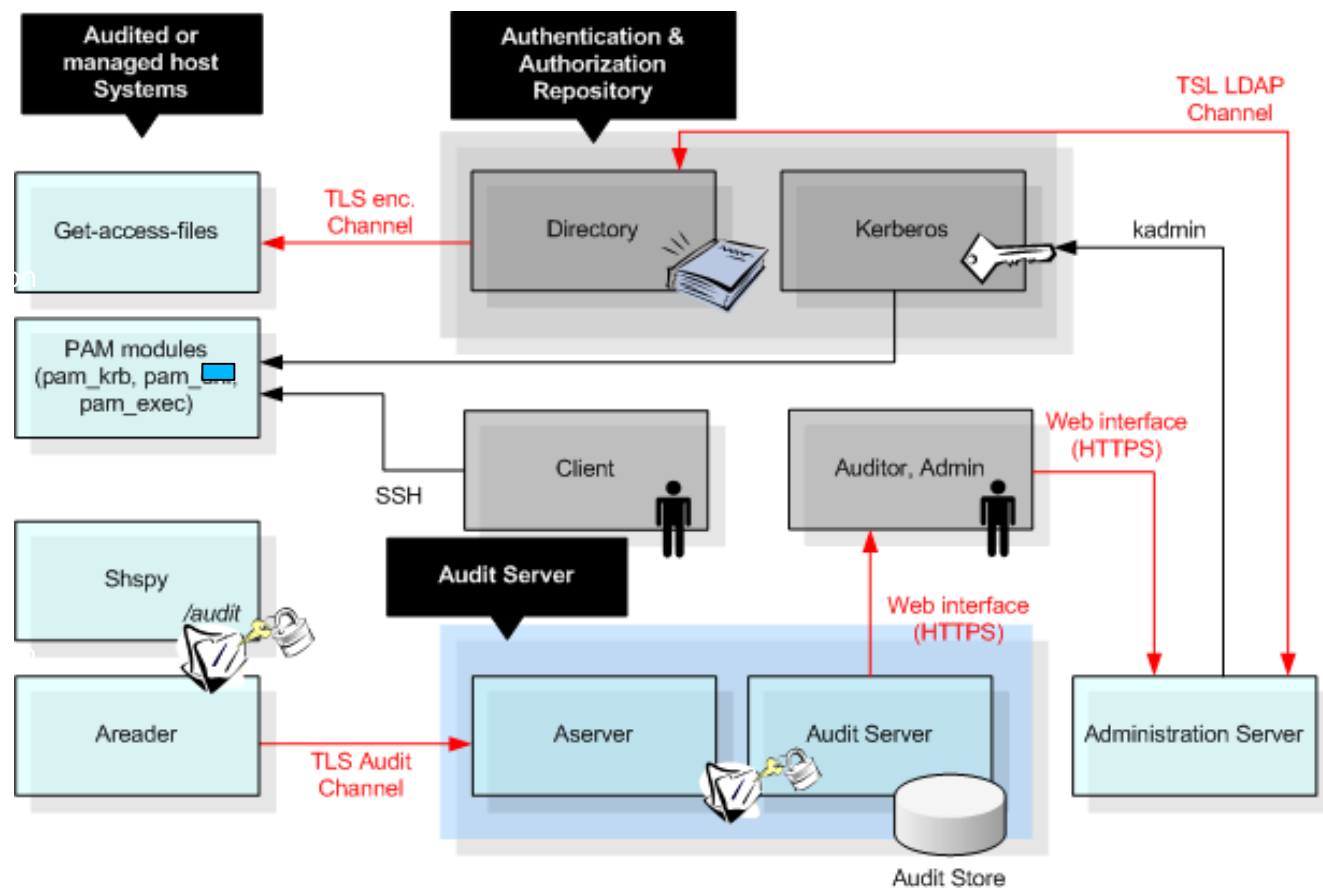 Audited or
managed host
Systems
Authentication &
Authorization
Repository
TSL LDAP
Channel
Get-access-files
TLS enc.
Channel
Directory
Kerberos
kadmin
on
PAM modules
(pam_krb,
pam_exec)
SSH
Client
Auditor, Admin
Web interface
(HTTPS)
Shspy
/audit
Audit Server
Web interface
(HTTPS)
Areader
TLS Audit
Channel
Aserver
Audit Server
Administration Server
Audit Store